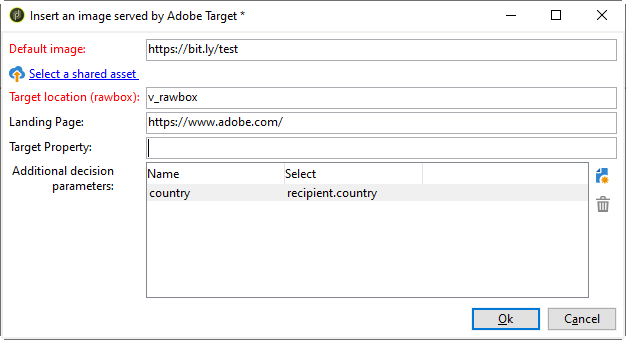 Insert an image served by Adobe Target *
Default image: https://bit.ly/test
Select a shared asset
Target location (rawbox): v_rawbox
Landing Page: https://www.adobe.com/
Target Property:
Additional decision parameters:
Name Select
country recipient.country
Ok Cancel